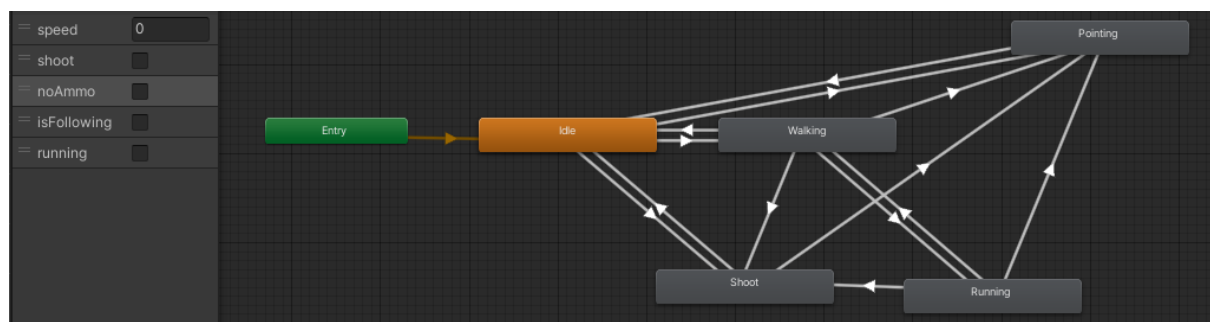 speed 0
shoot
noAmmo
isFollowing
running
Pointing
Entry
Idle
Walking
Shoot
Running